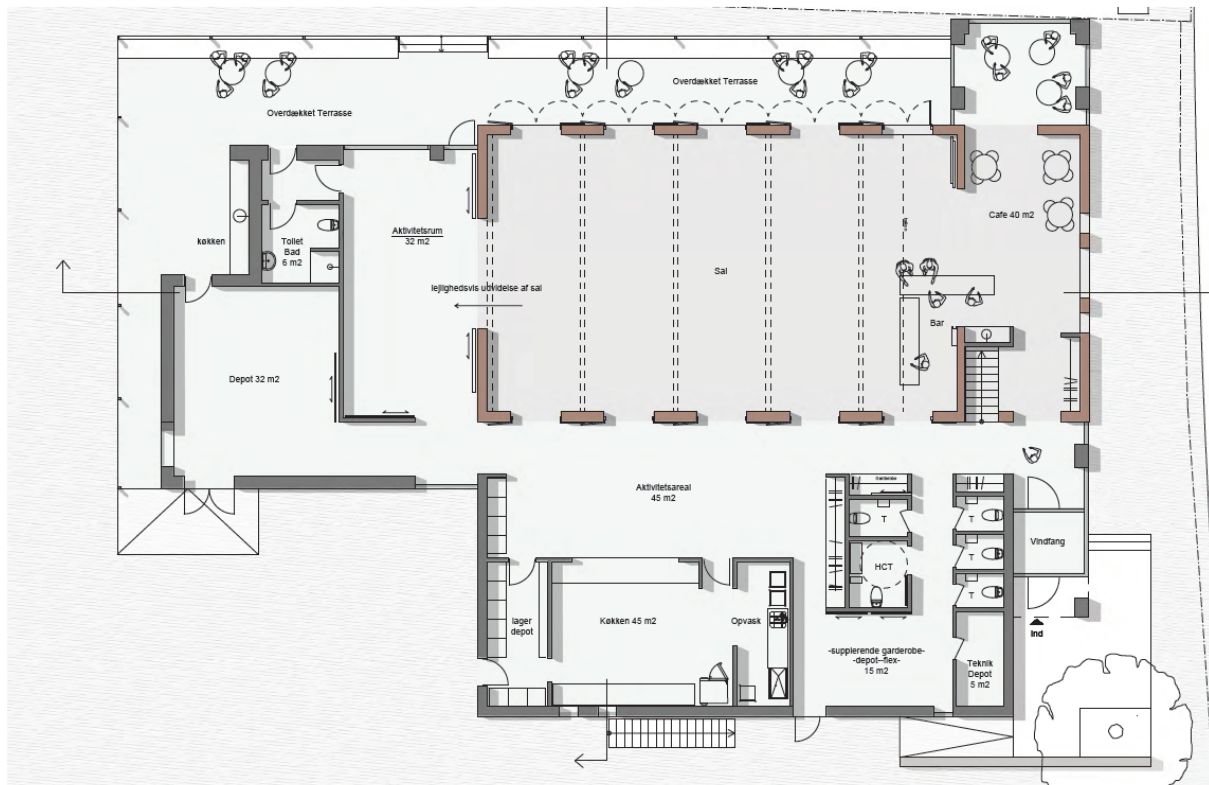 Overdækket Terrasse
Overdækket Terrasse
Cafe 40 m2
køkken
Toilet
Bad
6 m2
Aktivitetsrum
32 m2
lejlighedsvis udvidelse af sal
Sal
Bar
Depot 32 m2
Aktivitetsareal
45 m2
T
T
T
T
HCT
Vindfang
Ind
lager
depot
Køkken 45 m2
Opvask
-supplerende garderobe-
-depot--flex-
15 m2
Teknik
Depot
5 m2